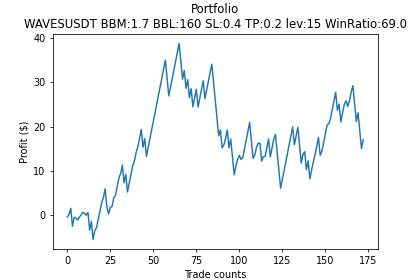 Portfolio
WAVESUSDT BBM:1.7 BBL:160 SL:0.4 TP:0.2 lev:15 WinRatio:69.0
40
30
20
10
0
Profit ($)
0 25 50 75 100 125 150 175
Trade counts